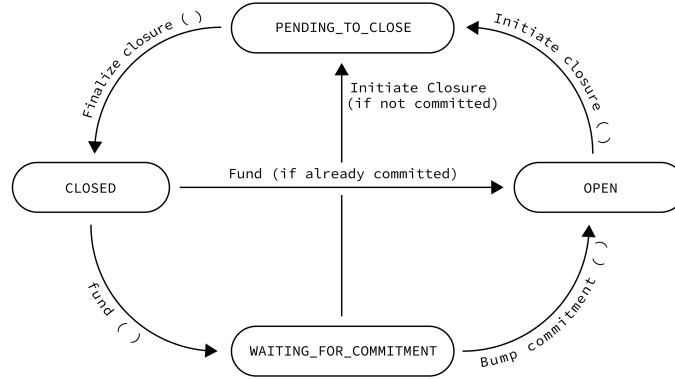 PENDING_TO_CLOSE
Finalize closure ( )
Initiate closure ( )
Initiate Closure
(if not committed)
Fund (if already committed)
CLOSED
OPEN
fund ( )
Bump commitment ( )
WAITING_FOR_COMMITMENT